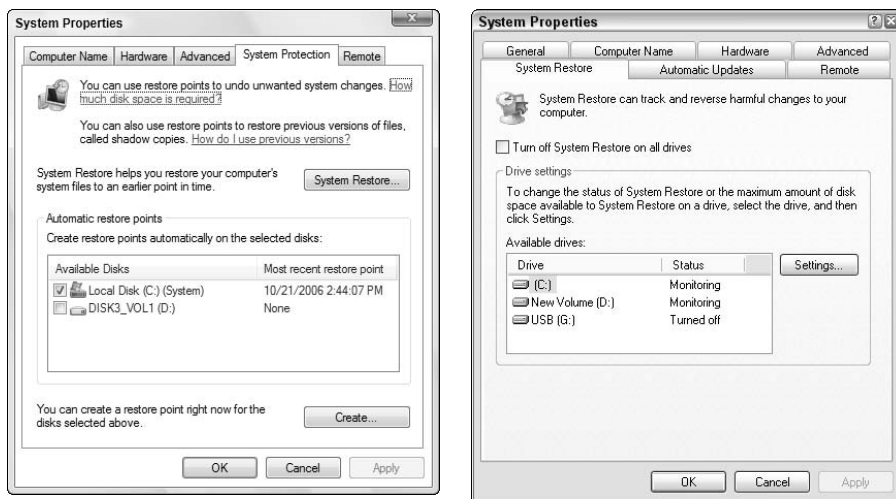 System Properties
Computer Name Hardware Advanced System Protection Remote
You can use restore points to undo unwanted system changes. How
much disk space is required?
You can also use restore points to restore previous versions of files,
called shadow copies. How do I use previous versions?
System Restore helps you restore your computer's
system files to an earlier point in time.
System Restore...
Automatic restore points
Create restore points automatically on the selected disks:
Available Disks Most recent restore point
Local Disk (C:) (System) 10/21/2006 2:44:07 PM
DISK3_VOL1 (D:) None
You can create a restore point right now for the
disks selected above.
Create...
OK Cancel Apply
System Properties
General Computer Name Hardware Advanced
System Restore Automatic Updates Remote
System Restore can track and reverse harmful changes to your
computer.
Turn off System Restore on all drives
Drive settings
To change the status of System Restore or the maximum amount of disk
space available to System Restore on a drive, select the drive, and then
click Settings.
Available drives:
Drive Status
(C:) Monitoring
New Volume (D:) Monitoring
USB (G:) Turned off
Settings...
OK Cancel Apply